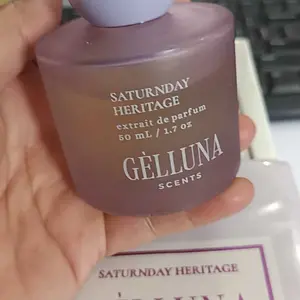 SATURNDAY
HERITAGE
extrait de parfum
50 mL / 1.7 oz
GÈLLUNA
SCENTS
SATURNDAY HERITAGE